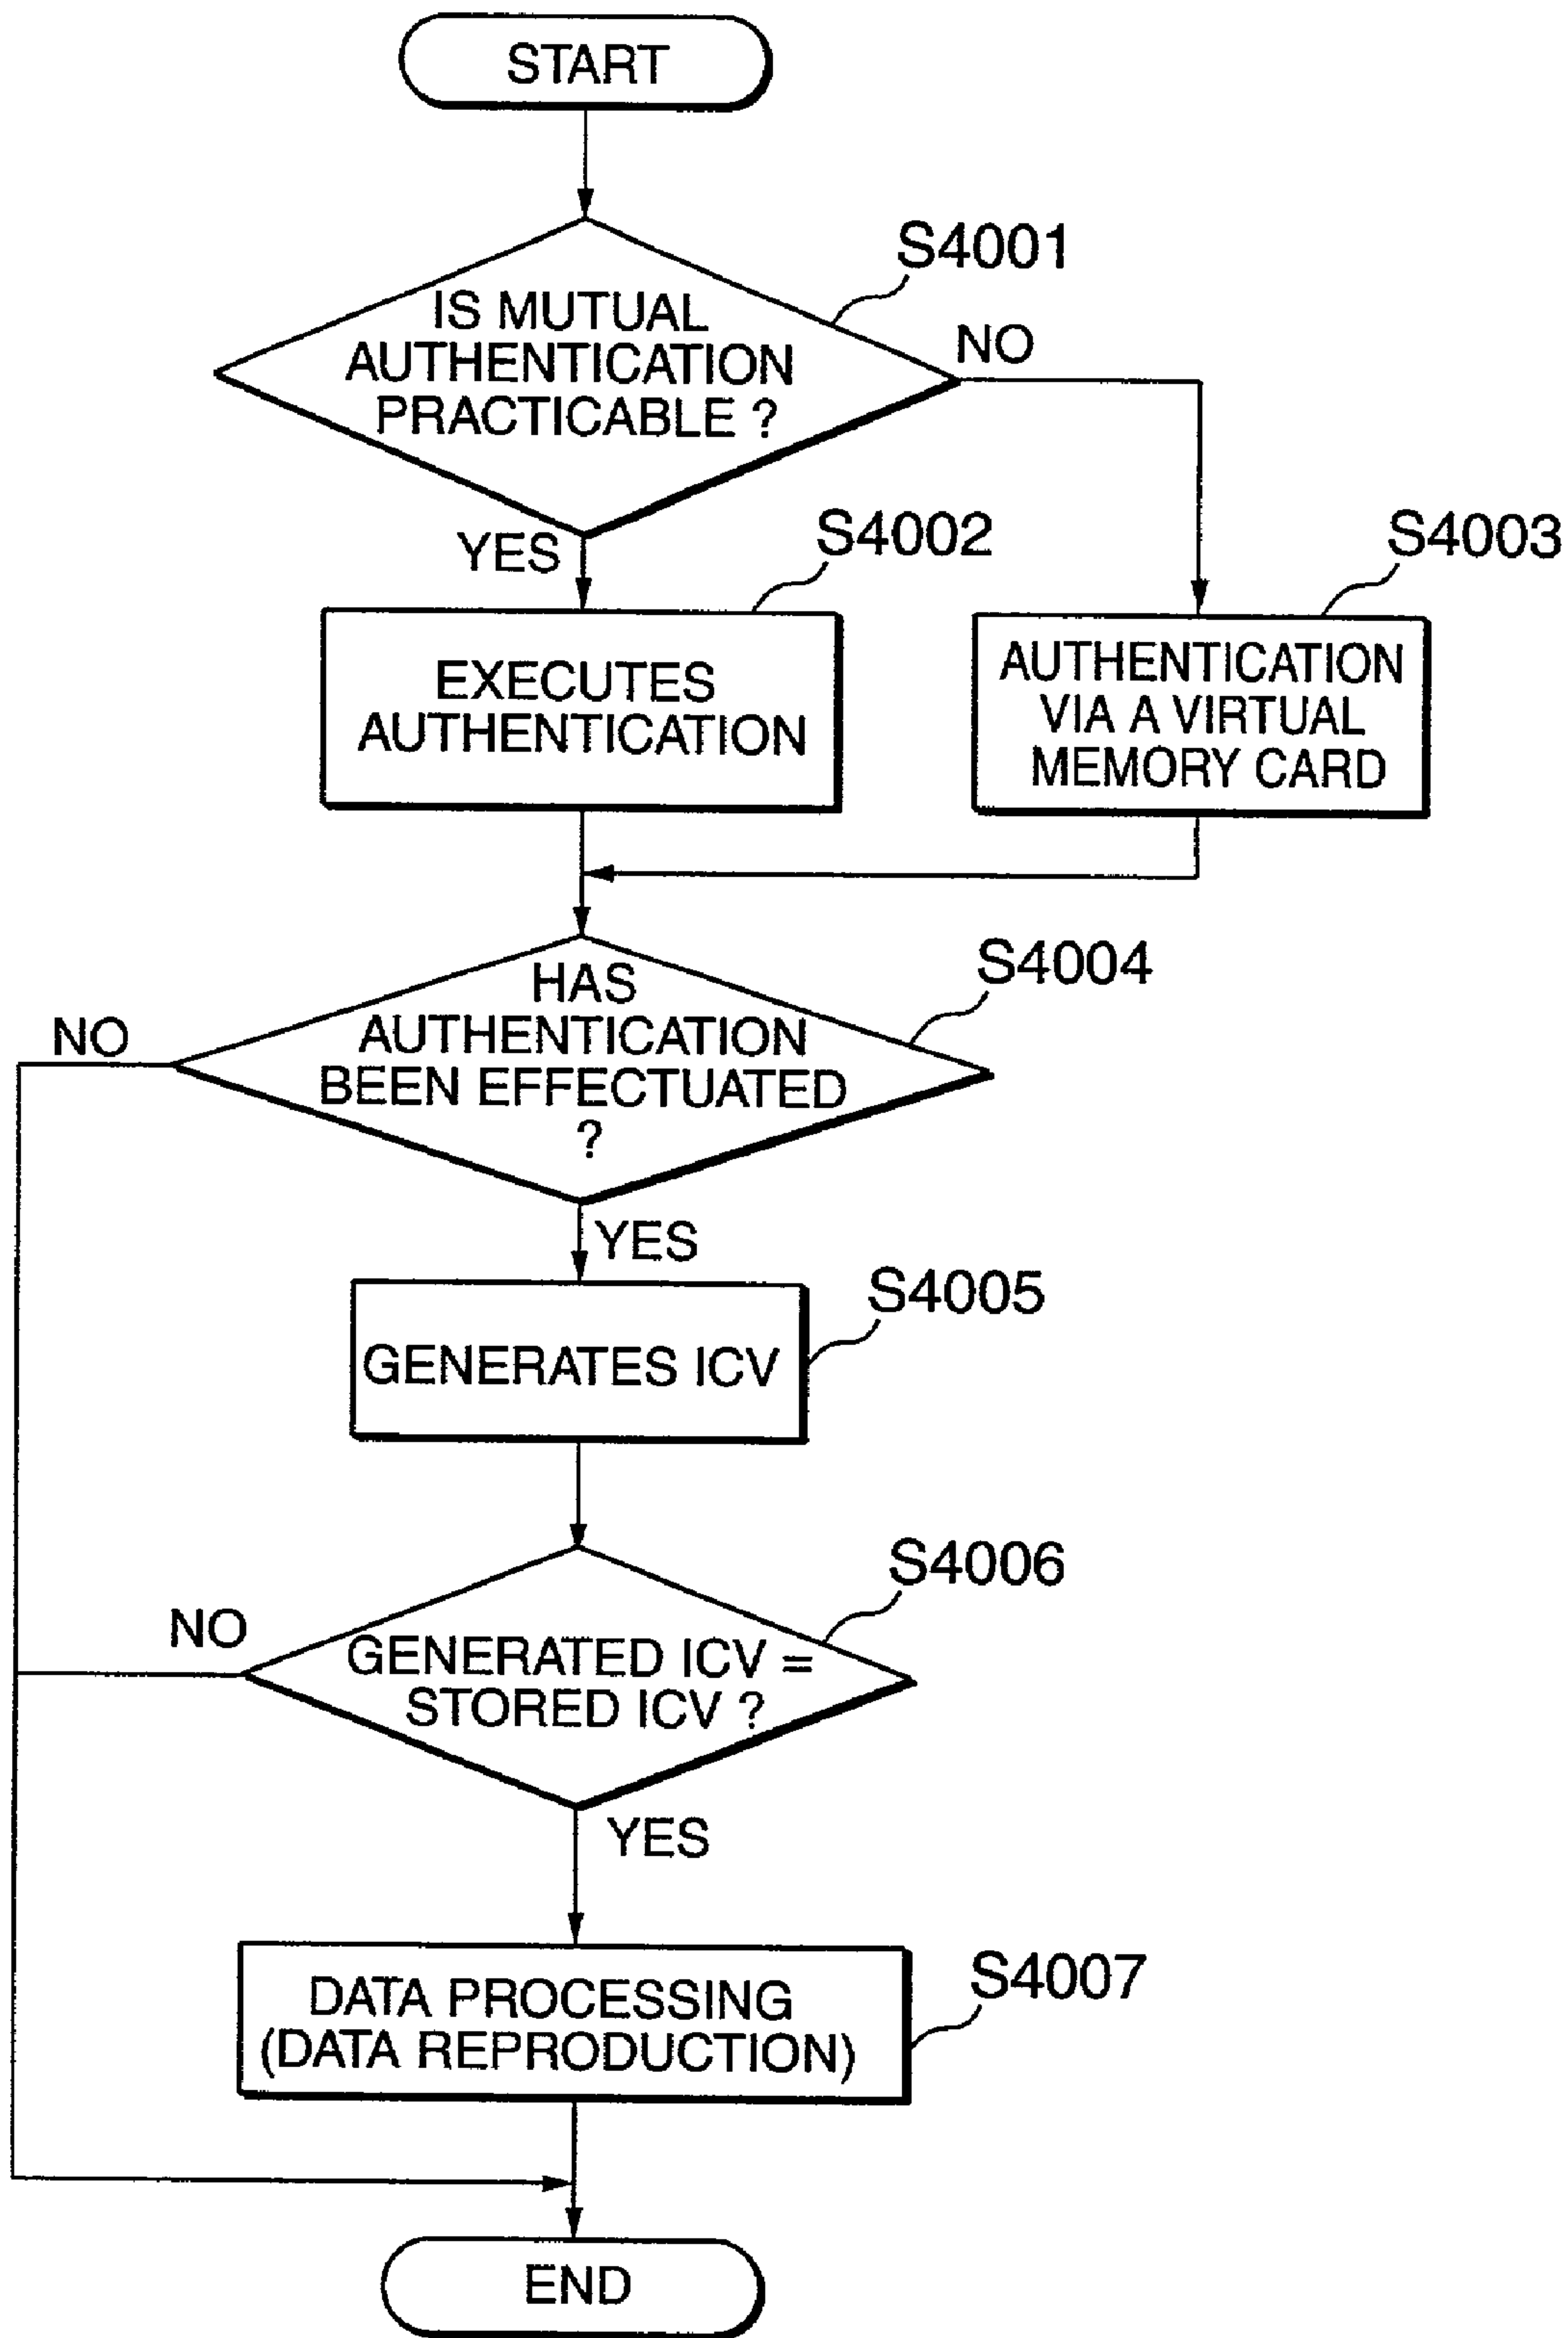 START
S4001
IS MUTUAL
AUTHENTICATION
PRACTICABLE ?
NO
YES
S4002
S4003
EXECUTES
AUTHENTICATION
AUTHENTICATION
VIA A VIRTUAL
MEMORY CARD
S4004
HAS
AUTHENTICATION
BEEN EFFECTUATED
?
NO
YES
S4005
GENERATES ICV
S4006
NO
GENERATED ICV =
STORED ICV ?
YES
S4007
DATA PROCESSING
(DATA REPRODUCTION)
END